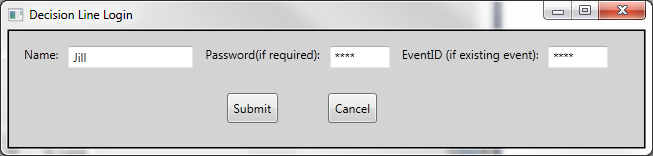 Decision Line Login
Name: Jill Password(if required): **** EventID (if existing event): ****
Submit Cancel